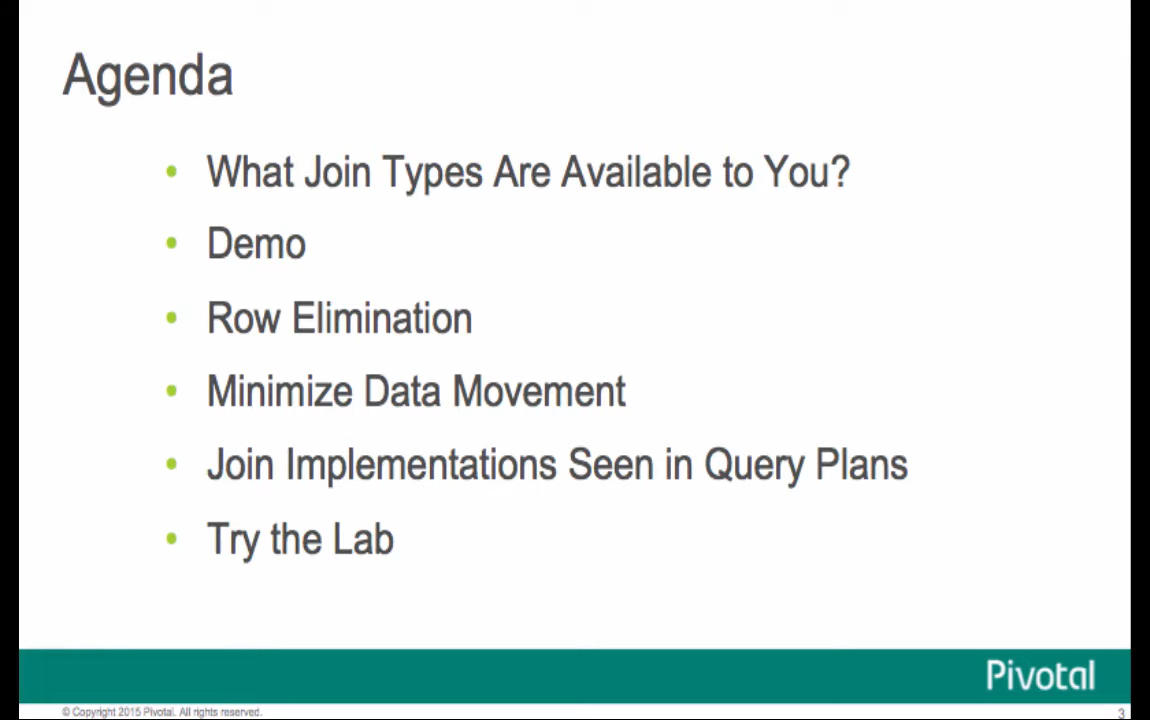 Agenda
• What Join Types Are Available to You?
• Demo
• Row Elimination
• Minimize Data Movement
• Join Implementations Seen in Query Plans
• Try the Lab
Pivotal
© Copyright 2015 Pivotal. All rights reserved.
3